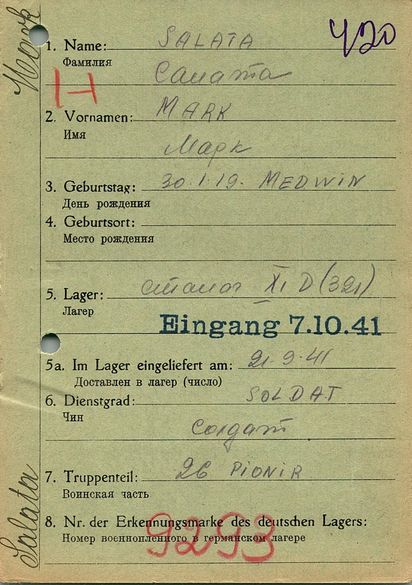 420
1. Name: SALATA
Фамилия
Салата
H
2. Vornamen: MARK
Имя
Марк
3. Geburtstag: 30.1.19. MEDWIN
День рождения
4. Geburtsort:
Место рождения
5. Lager: сталаг XI D (321)
Лагер
Eingang 7.10.41
5a. Im Lager eingeliefert am: 21.9.41
Доставлен в лагер (число)
6. Dienstgrad: SOLDAT
Чин
Солдат
7. Truppenteil: 26 PIONIR
Воинская часть
8. Nr. der Erkennungsmarke des deutschen Lagers:
Номер военнопленного в германском лагере
9293
Salata